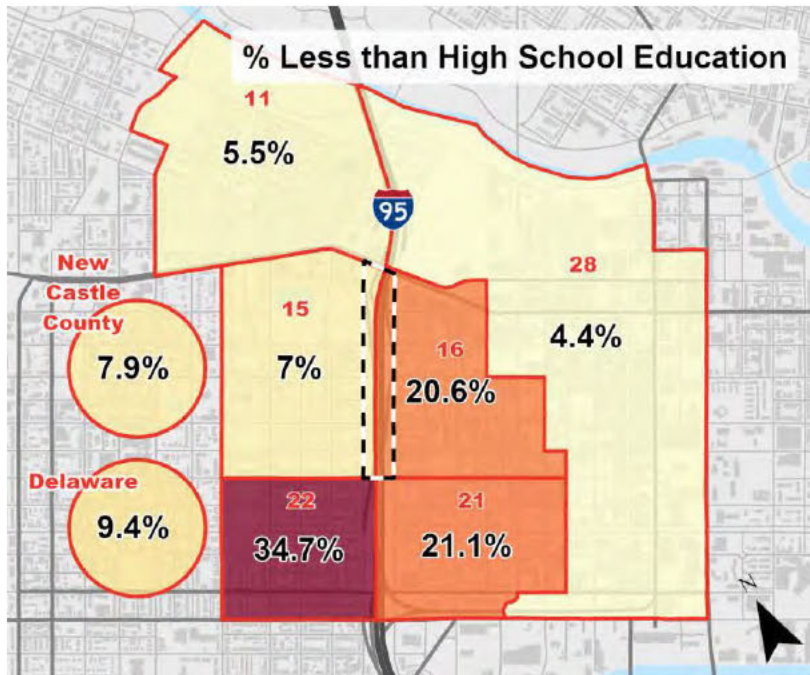 % Less than High School Education
11
5.5%
95
New
Castle
County
7.9%
15
7%
16
20.6%
28
4.4%
Delaware
9.4%
22
34.7%
21
21.1%
N